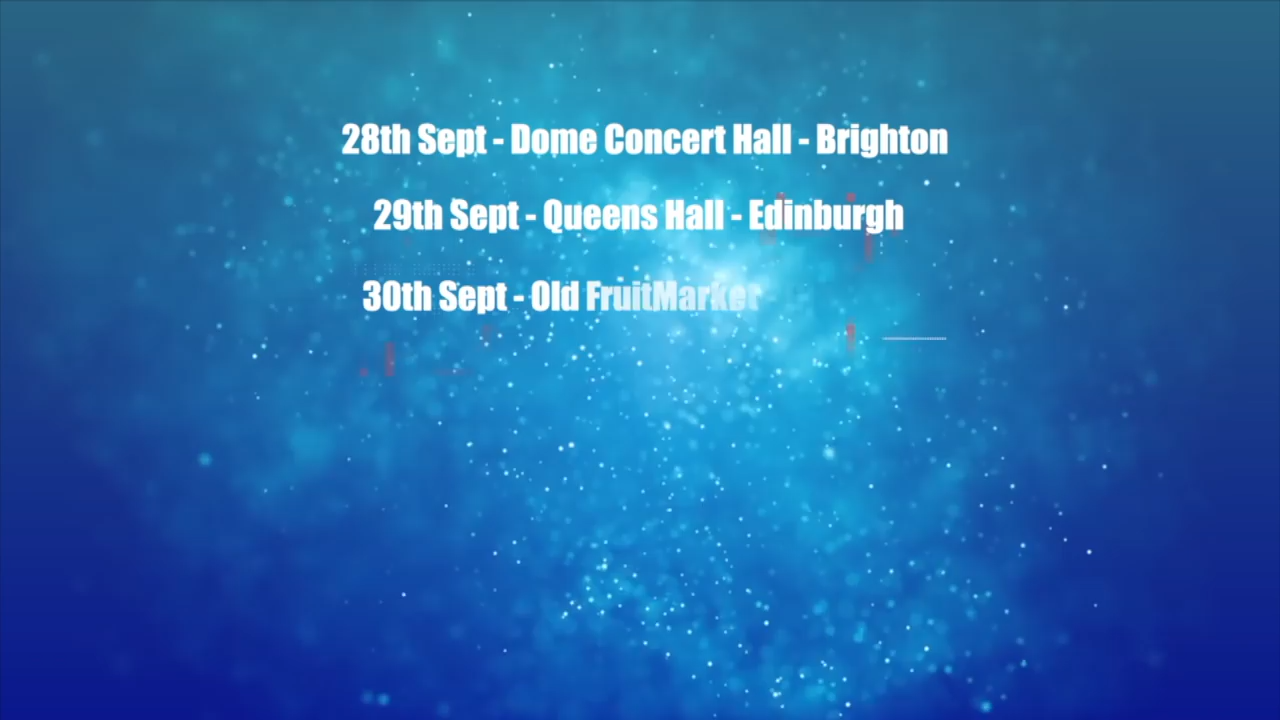 28th Sept - Dome Concert Hall - Brighton
29th Sept - Queens Hall - Edinburgh
30th Sept - Old FruitMarket